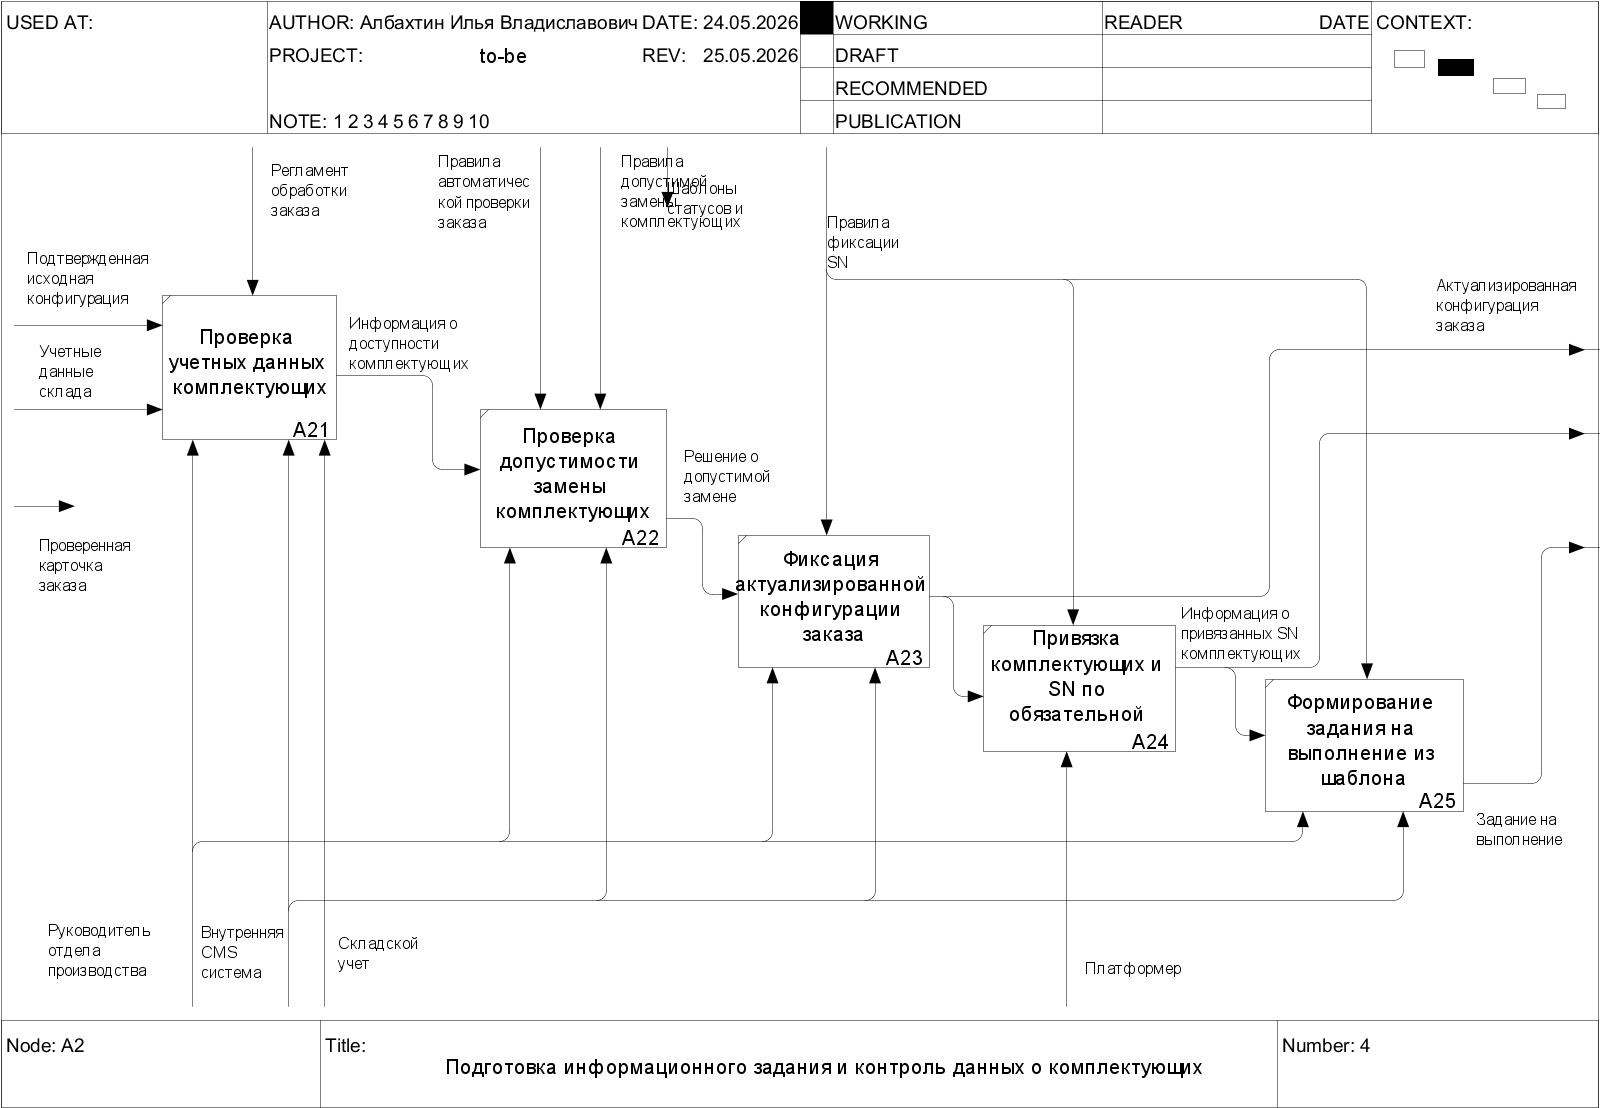 USED AT:
AUTHOR: Албахтин Илья Владиславович
DATE: 24.05.2026
PROJECT: to-be
REV: 25.05.2026
NOTE: 1 2 3 4 5 6 7 8 9 10
WORKING
DRAFT
RECOMMENDED
PUBLICATION
READER
DATE
CONTEXT:
Регламент
обработки
заказа
Правила
автоматичес
кой проверки
заказа
Правила
допустимой
замены
комплектующих
Шаблоны
статусов и
Правила
фиксации
SN
Подтвержденная
исходная
конфигурация
Учетные
данные
склада
Проверенная
карточка
заказа
Проверка
учетных данных
комплектующих
A21
Информация о
доступности
комплектующих
Проверка
допустимости
замены
комплектующих
A22
Решение о
допустимой
замене
Фиксация
актуализированной
конфигурации
заказа
A23
Привязка
комплектующих и
SN по
обязательной
A24
Информация о
привязанных SN
комплектующих
Формирование
задания на
выполнение из
шаблона
A25
Актуализированная
конфигурация
заказа
Задание на
выполнение
Руководитель
отдела
производства
Внутренняя
CMS
система
Складской
учет
Платформер
Node: A2
Title:
Подготовка информационного задания и контроль данных о комплектующих
Number: 4